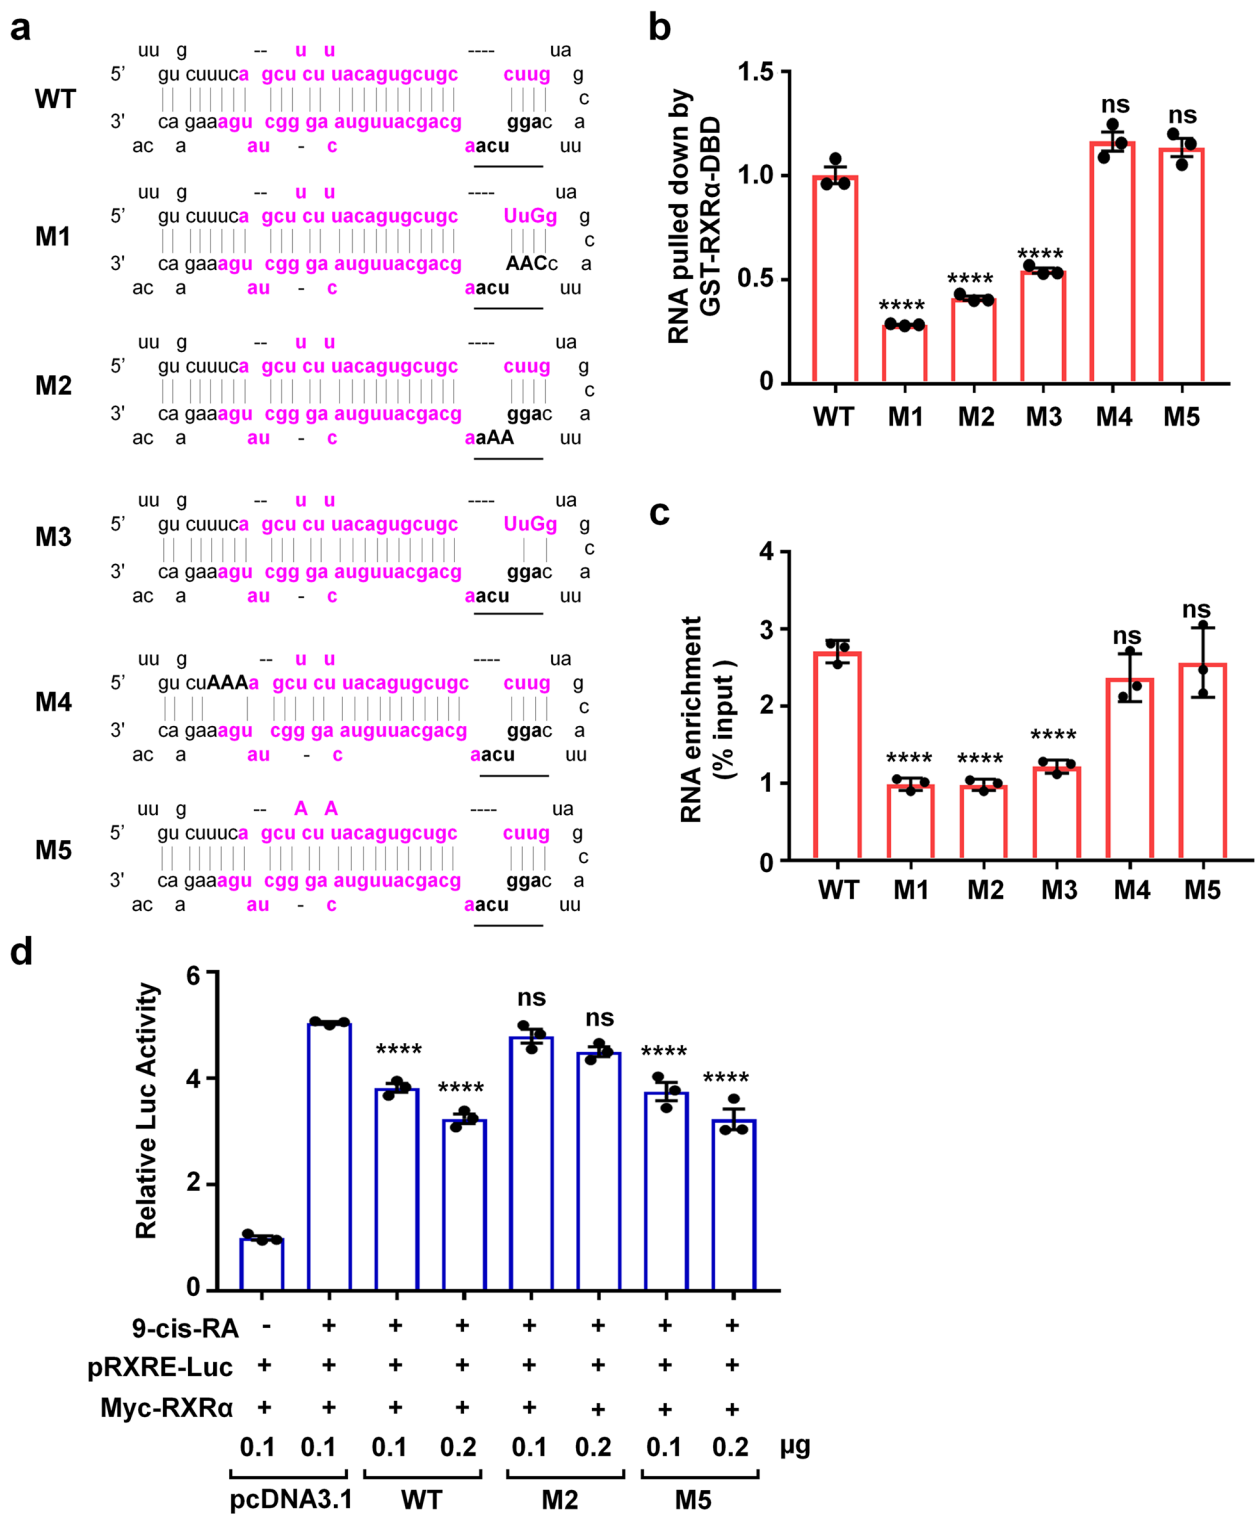 a
uu g -- u u ---- ua
5' gu cuuuca gcu cu uacagugcugc cuug g
WT c
3' ca gaaagu cgg ga auguuacgacg ggac a
ac a au - c aacu uu
uu g -- u u ---- ua
5' gu cuuuca gcu cu uacagugcugc UuGg g
M1 c
3' ca gaaagu cgg ga auguuacgacg AACc a
ac a au - c aacu uu
uu g -- u u ---- ua
5' gu cuuuca gcu cu uacagugcugc cuug g
M2 c
3' ca gaaagu cgg ga auguuacgacg ggac a
ac a au - c aaAA uu
uu g -- u u ---- ua
5' gu cuuuca gcu cu uacagugcugc UuGg g
M3 c
3' ca gaaagu cgg ga auguuacgacg ggac a
ac a au - c aacu uu
uu g -- u u ---- ua
5' gu cuAAAa gcu cu uacagugcugc cuug g
M4 c
3' ca gaaagu cgg ga auguuacgacg ggac a
ac a au - c aacu uu
uu g -- A A ---- ua
5' gu cuuuca gcu cu uacagugcugc cuug g
M5 c
3' ca gaaagu cgg ga auguuacgacg ggac a
ac a au - c aacu uu
b
RNA pulled down by
GST-RXRα-DBD
1.5
1.0
0.5
0
**** **** **** ns ns
WT M1 M2 M3 M4 M5
c
RNA enrichment
(% input )
4
3
2
1
0
**** **** **** ns ns
WT M1 M2 M3 M4 M5
d
Relative Luc Activity
6
4
2
0
**** **** ns ns **** ****
9-cis-RA - + + + + + + +
pRXRE-Luc + + + + + + + +
Myc-RXRα + + + + + + + +
0.1 0.1 0.1 0.2 0.1 0.2 0.1 0.2 µg
pcDNA3.1 WT M2 M5